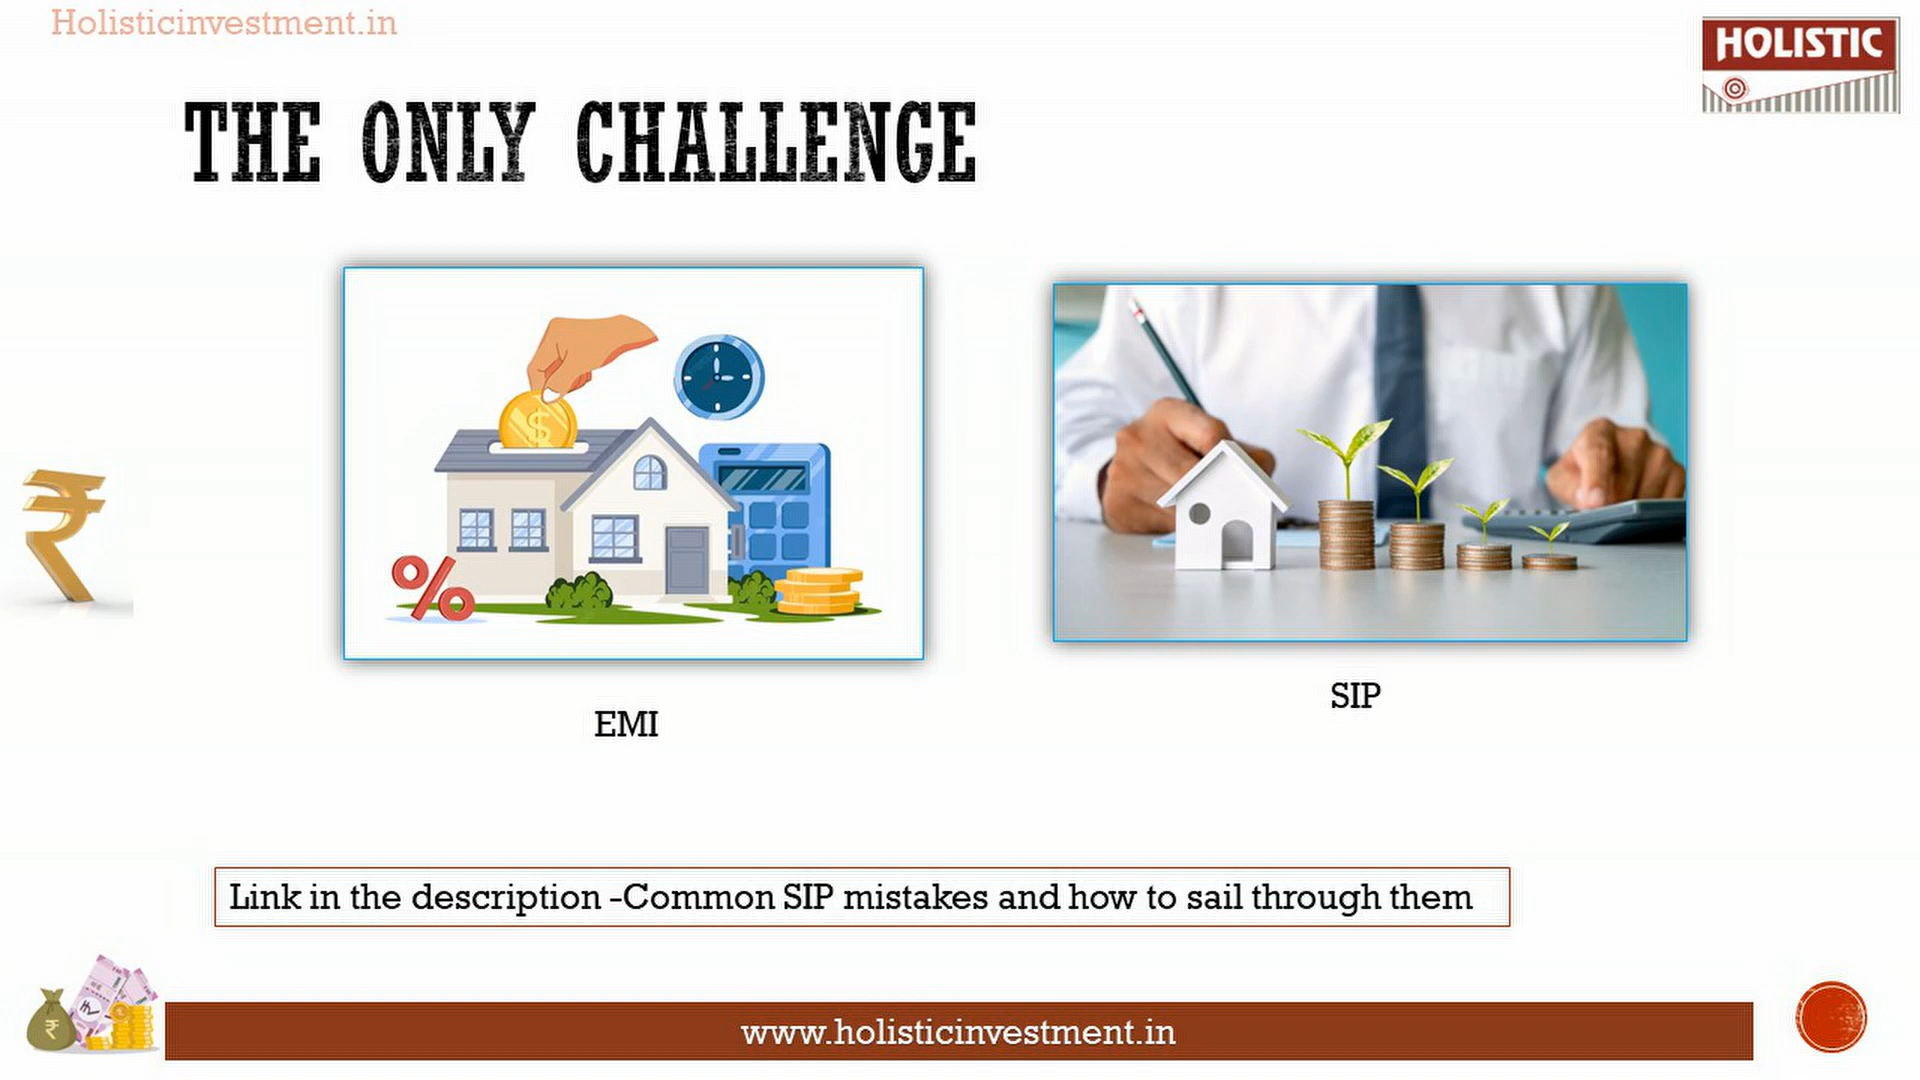 Holisticinvestment.in
HOLISTIC
THE ONLY CHALLENGE
EMI
SIP
Link in the description -Common SIP mistakes and how to sail through them
www.holisticinvestment.in